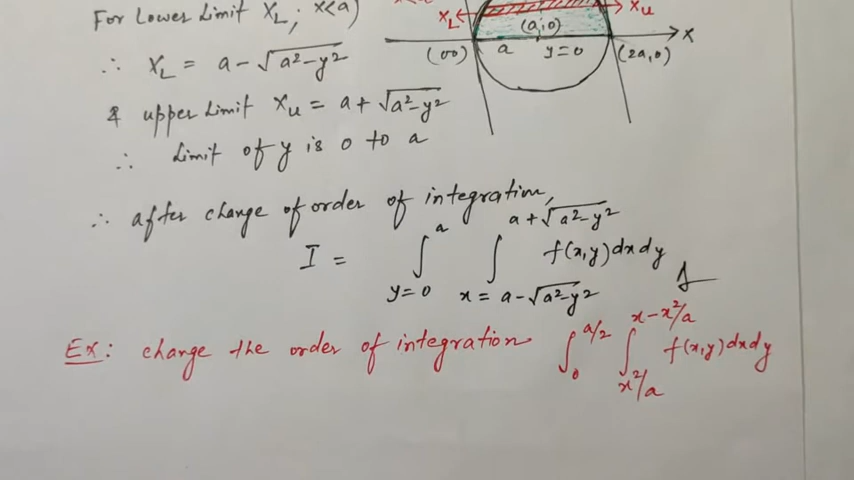 For Lower Limit X_L ; x<a)
X_L ← → X_U
(a,0)
(00) a y=0 (2a,0) X
∴ X_L = a - √(a²-y²)
& upper Limit X_U = a + √(a²-y²)
∴ Limit of y is 0 to a
∴ after change of order of integration,
I = ∫_{y=0}^{a} ∫_{x = a-√(a²-y²)}^{a+√(a²-y²)} f(x,y) dx dy
Ex: change the order of integration ∫_0^{a/2} ∫_{x²/a}^{x-x²/a} f(x,y) dx dy